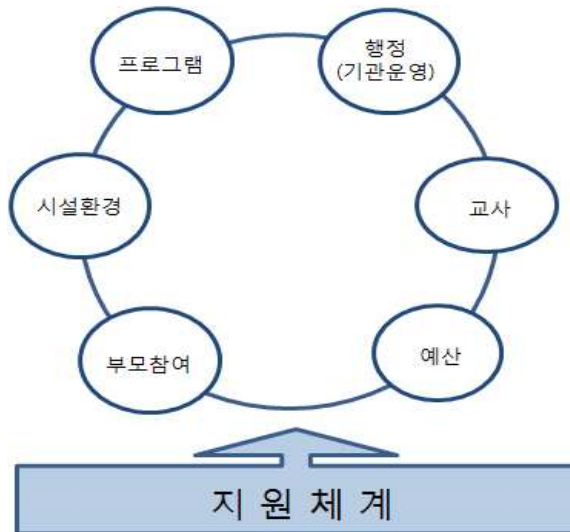 프로그램
행정
(기관운영)
시설환경
교사
부모참여
예산
지 원 체 계